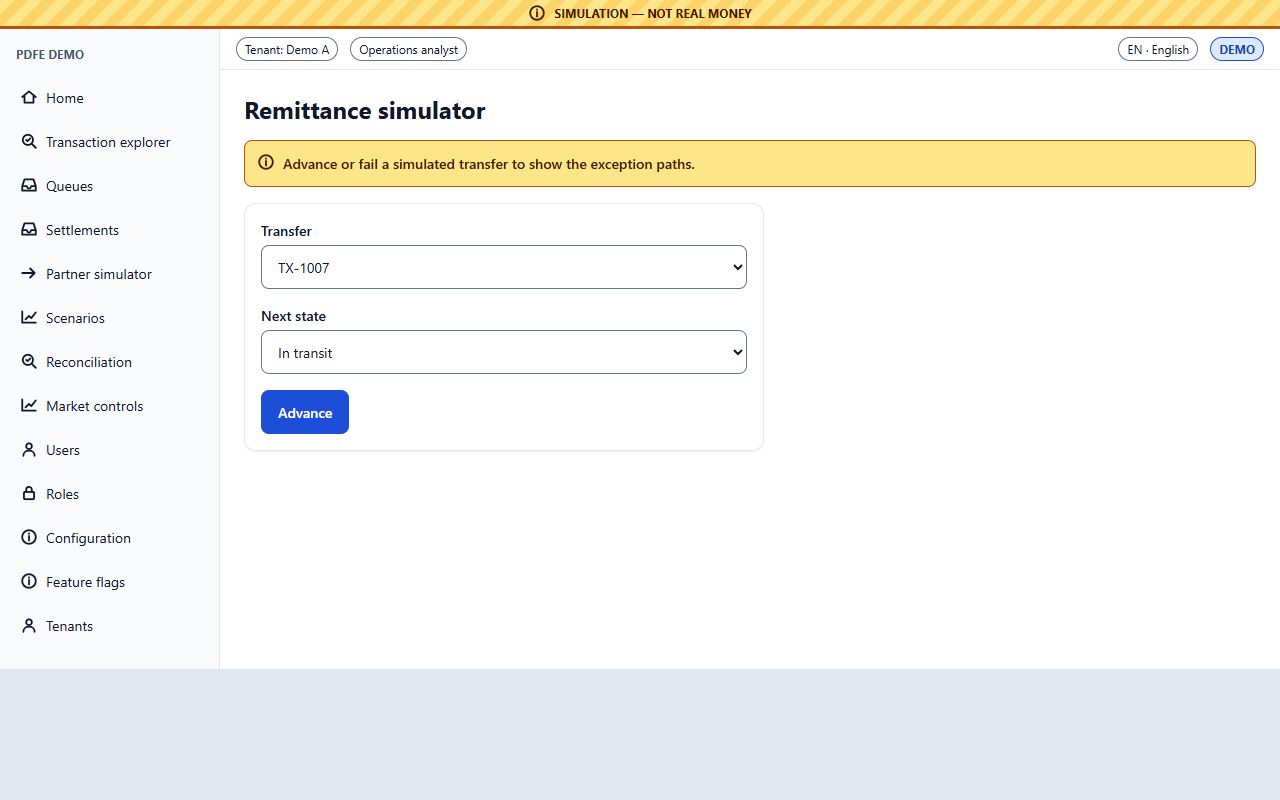 SIMULATION — NOT REAL MONEY
PDFE DEMO
Tenant: Demo A
Operations analyst
EN · English
DEMO
Home
Transaction explorer
Queues
Settlements
Partner simulator
Scenarios
Reconciliation
Market controls
Users
Roles
Configuration
Feature flags
Tenants
Remittance simulator
Advance or fail a simulated transfer to show the exception paths.
Transfer
TX-1007
Next state
In transit
Advance